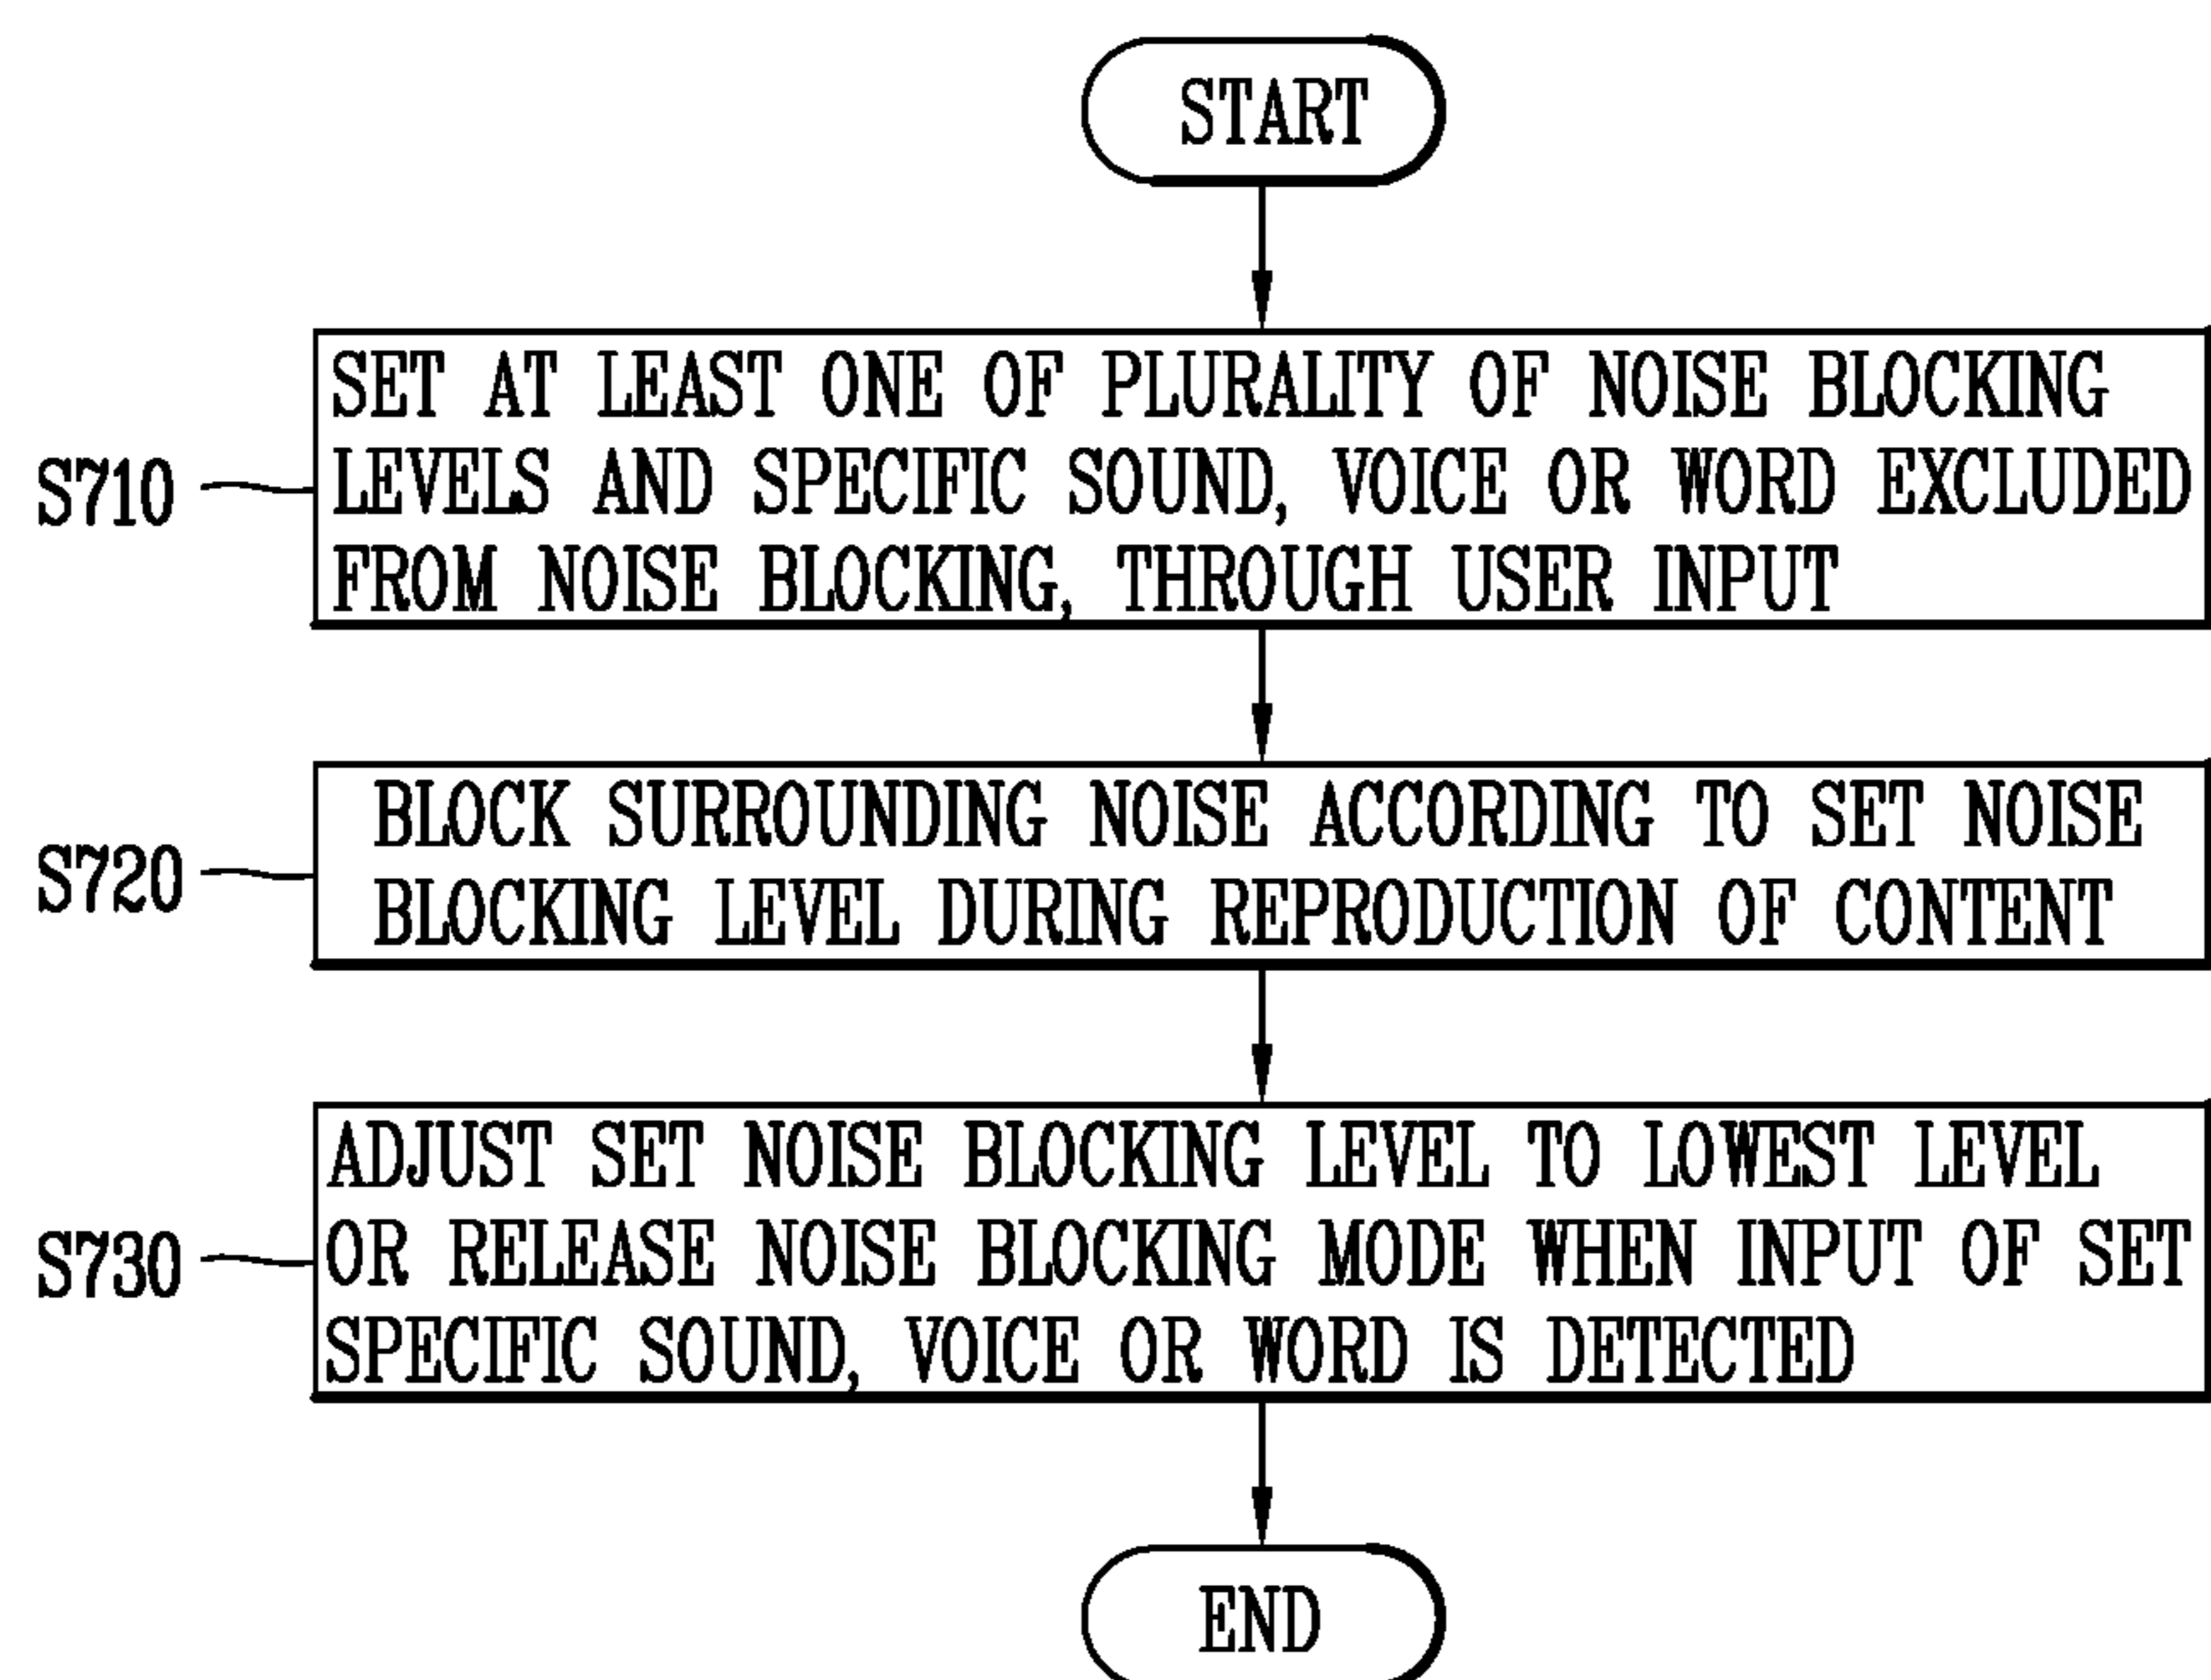 START
S710
SET AT LEAST ONE OF PLURALITY OF NOISE BLOCKING
LEVELS AND SPECIFIC SOUND, VOICE OR WORD EXCLUDED
FROM NOISE BLOCKING, THROUGH USER INPUT
S720
BLOCK SURROUNDING NOISE ACCORDING TO SET NOISE
BLOCKING LEVEL DURING REPRODUCTION OF CONTENT
S730
ADJUST SET NOISE BLOCKING LEVEL TO LOWEST LEVEL
OR RELEASE NOISE BLOCKING MODE WHEN INPUT OF SET
SPECIFIC SOUND, VOICE OR WORD IS DETECTED
END